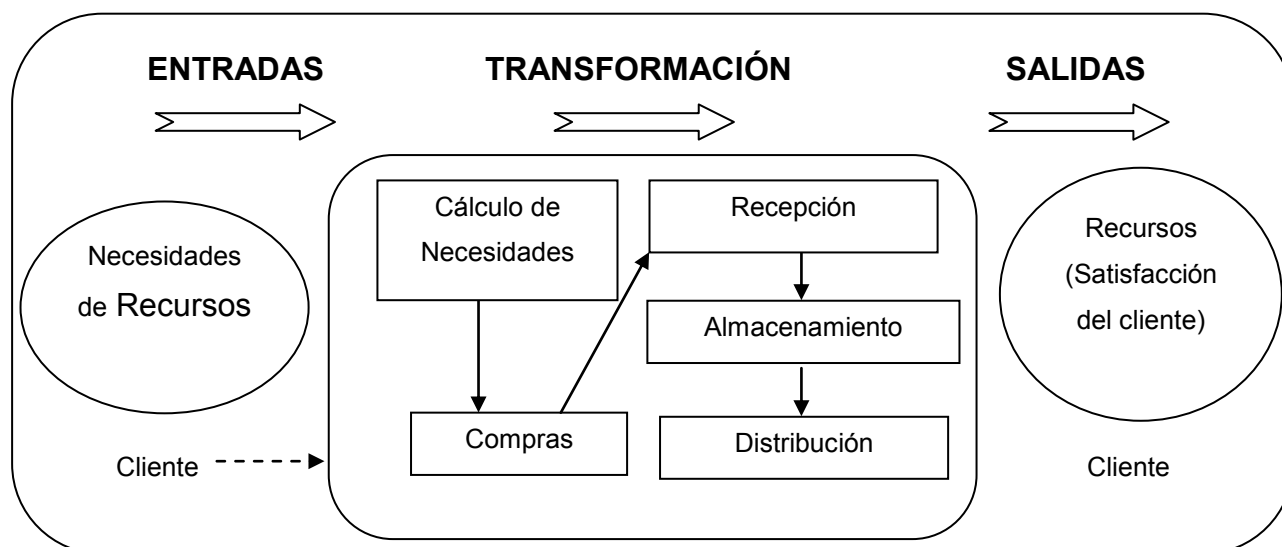 ENTRADAS
TRANSFORMACIÓN
SALIDAS
Necesidades
de Recursos
Cliente
Cálculo de
Necesidades
Compras
Recepción
Almacenamiento
Distribución
Recursos
(Satisfacción
del cliente)
Cliente